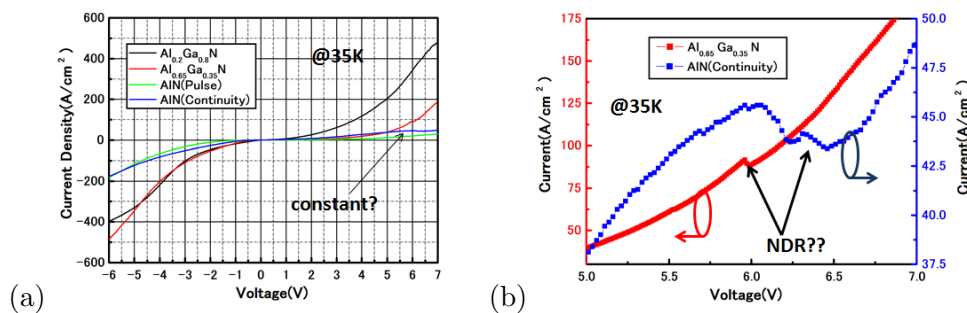 @35K
Al0.2Ga0.8N
Al0.65Ga0.35N
AlN(Pulse)
AlN(Continuity)
constant?
Current Density(A/cm2)
600
400
200
0
-200
-400
-600
-6 -5 -4 -3 -2 -1 0 1 2 3 4 5 6 7
Voltage(V)
(a)
Al0.65Ga0.35N
AlN(Continuity)
@35K
NDR??
Current(A/cm2)
175
150
125
100
75
50
Current(A/cm2)
50.0
47.5
45.0
42.5
40.0
37.5
5.0 5.5 6.0 6.5 7.0
Voltage(V)
(b)